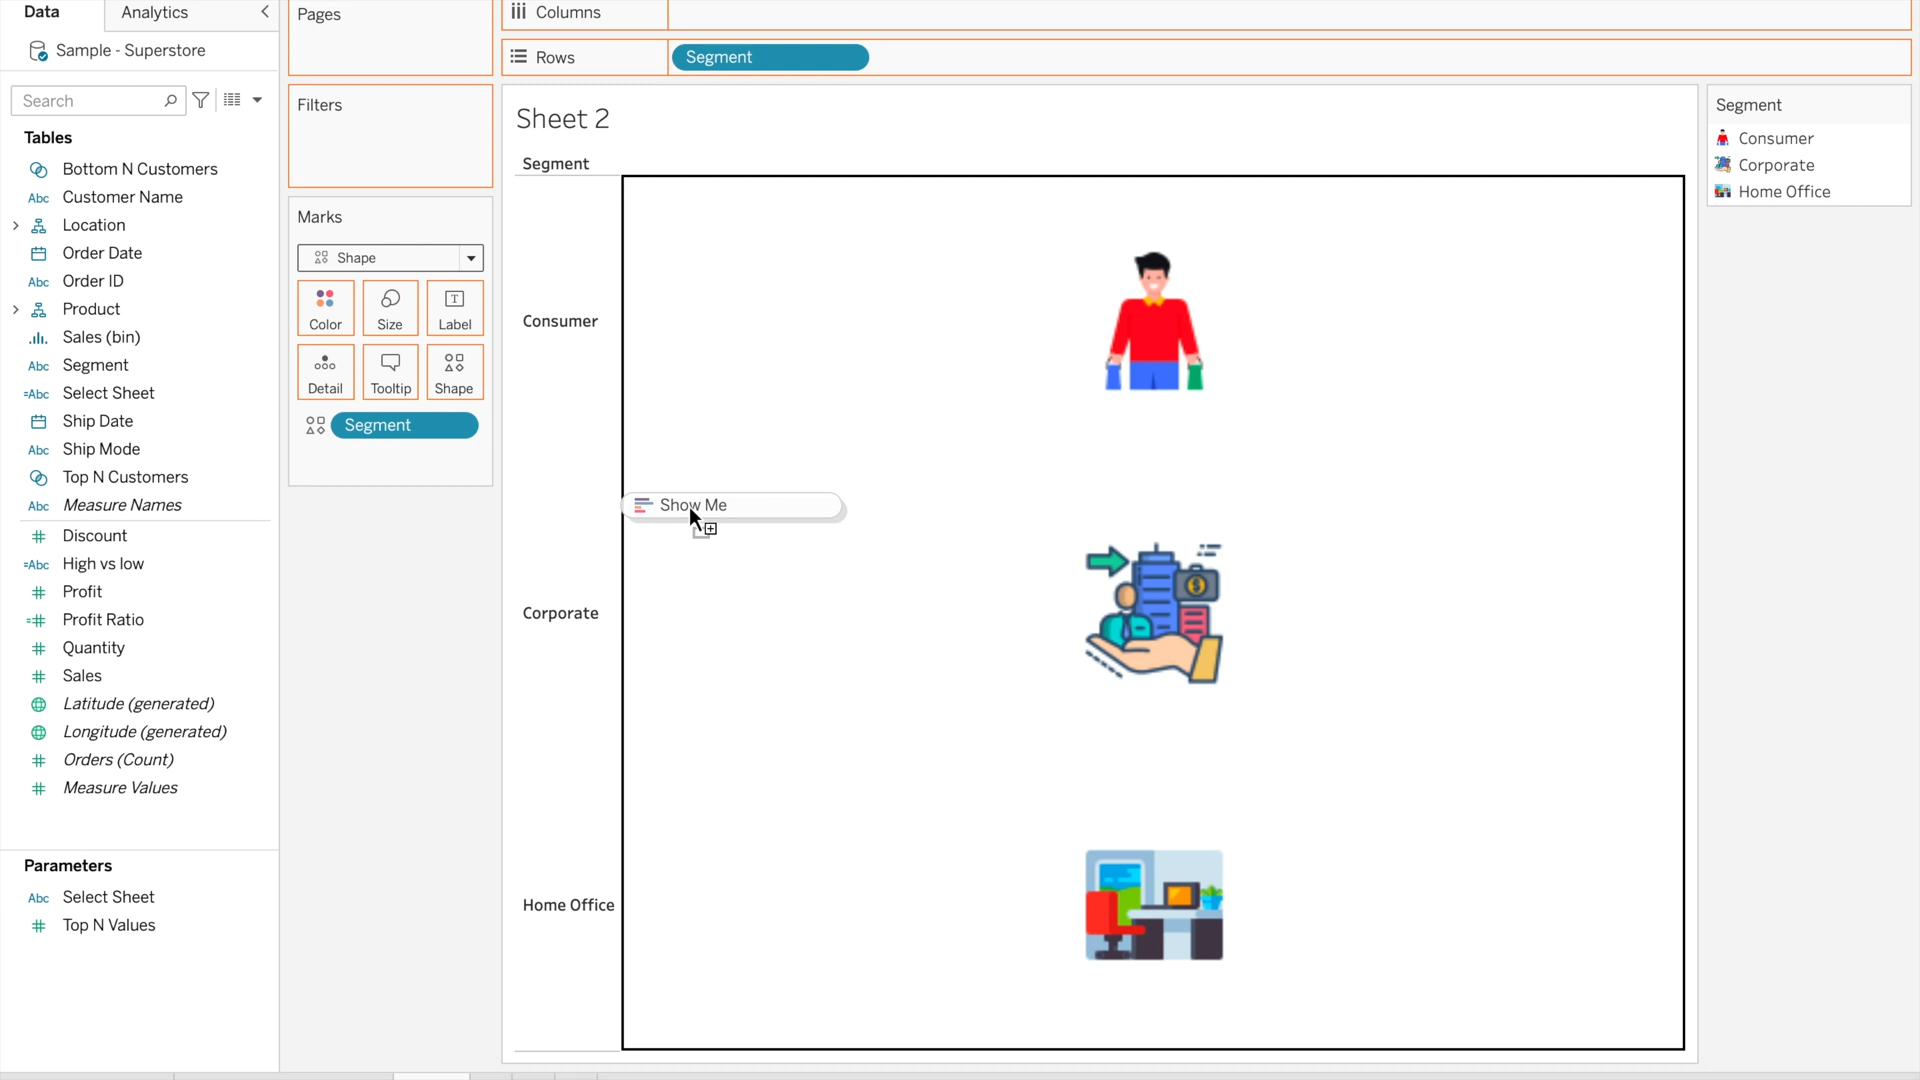 Data
Analytics
Sample - Superstore
Search
Tables
Bottom N Customers
Abc Customer Name
Location
Order Date
Abc Order ID
Product
Sales (bin)
Abc Segment
=Abc Select Sheet
Ship Date
Abc Ship Mode
Top N Customers
Abc Measure Names
# Discount
=Abc High vs low
# Profit
=# Profit Ratio
# Quantity
# Sales
Latitude (generated)
Longitude (generated)
# Orders (Count)
# Measure Values
Parameters
Abc Select Sheet
# Top N Values
Pages
Filters
Marks
Shape
Color
Size
T
Label
Detail
Tooltip
Shape
Segment
Columns
Rows
Segment
Sheet 2
Segment
Consumer
Show Me
Corporate
$
Home Office
Segment
Consumer
Corporate
Home Office